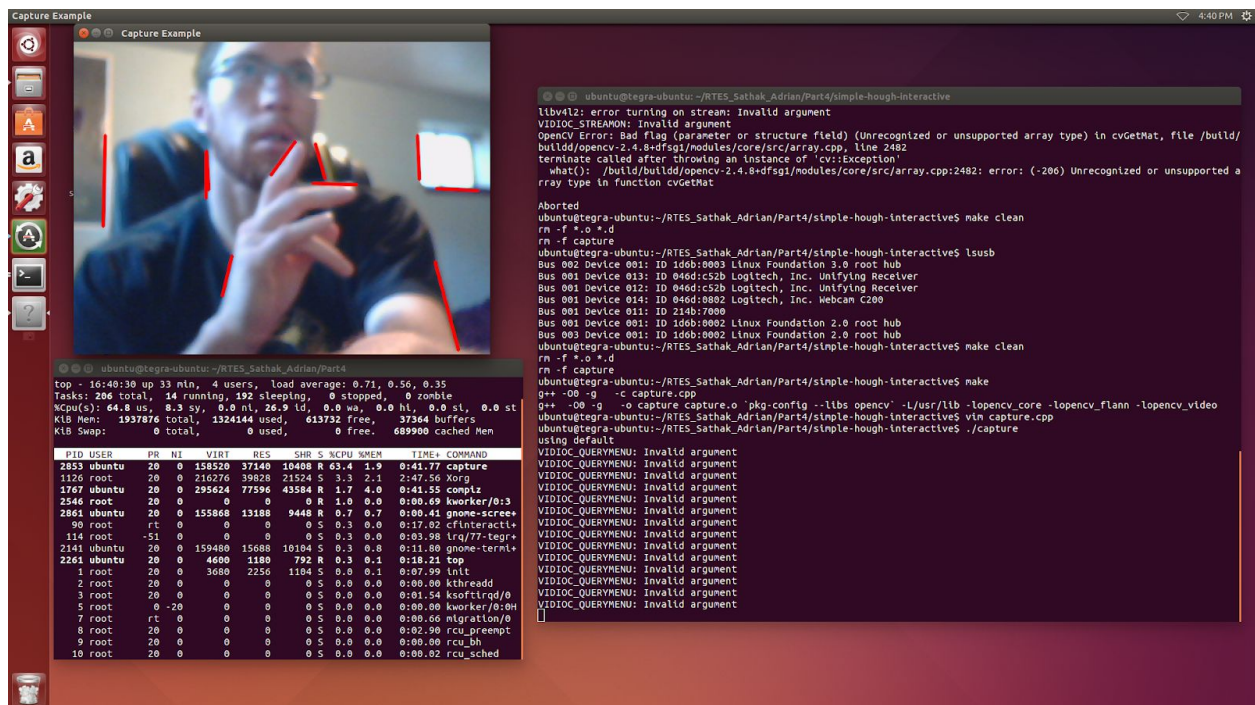 Capture Example
4:40 PM
Capture Example
ubuntu@tegra-ubuntu: ~/RTES_Sathak_Adrian/Part4/simple-hough-interactive
libv4l2: error turning on stream: Invalid argument
VIDIOC_STREAMON: Invalid argument
OpenCV Error: Bad flag (parameter or structure field) (Unrecognized or unsupported array type) in cvGetMat, file /build/
buildd/opencv-2.4.8+dfsg1/modules/core/src/array.cpp, line 2482
terminate called after throwing an instance of 'cv::Exception'
what():  /build/buildd/opencv-2.4.8+dfsg1/modules/core/src/array.cpp:2482: error: (-206) Unrecognized or unsupported a
rray type in function cvGetMat
Aborted
ubuntu@tegra-ubuntu:~/RTES_Sathak_Adrian/Part4/simple-hough-interactive$ make clean
rm -f *.o *.d
rm -f capture
ubuntu@tegra-ubuntu:~/RTES_Sathak_Adrian/Part4/simple-hough-interactive$ lsusb
Bus 002 Device 001: ID 1d6b:0003 Linux Foundation 3.0 root hub
Bus 001 Device 013: ID 046d:c52b Logitech, Inc. Unifying Receiver
Bus 001 Device 012: ID 046d:c52b Logitech, Inc. Unifying Receiver
Bus 001 Device 014: ID 046d:0802 Logitech, Inc. Webcam C200
Bus 001 Device 011: ID 214b:7000
Bus 001 Device 001: ID 1d6b:0002 Linux Foundation 2.0 root hub
Bus 003 Device 001: ID 1d6b:0002 Linux Foundation 2.0 root hub
ubuntu@tegra-ubuntu:~/RTES_Sathak_Adrian/Part4/simple-hough-interactive$ make clean
rm -f *.o *.d
rm -f capture
ubuntu@tegra-ubuntu:~/RTES_Sathak_Adrian/Part4/simple-hough-interactive$ make
g++ -O0 -g   -c capture.cpp
g++  -O0 -g   -o capture capture.o `pkg-config --libs opencv` -L/usr/lib -lopencv_core -lopencv_flann -lopencv_video
ubuntu@tegra-ubuntu:~/RTES_Sathak_Adrian/Part4/simple-hough-interactive$ vim capture.cpp
ubuntu@tegra-ubuntu:~/RTES_Sathak_Adrian/Part4/simple-hough-interactive$ ./capture
using default
VIDIOC_QUERYMENU: Invalid argument
VIDIOC_QUERYMENU: Invalid argument
VIDIOC_QUERYMENU: Invalid argument
VIDIOC_QUERYMENU: Invalid argument
VIDIOC_QUERYMENU: Invalid argument
VIDIOC_QUERYMENU: Invalid argument
VIDIOC_QUERYMENU: Invalid argument
VIDIOC_QUERYMENU: Invalid argument
VIDIOC_QUERYMENU: Invalid argument
VIDIOC_QUERYMENU: Invalid argument
VIDIOC_QUERYMENU: Invalid argument
VIDIOC_QUERYMENU: Invalid argument
VIDIOC_QUERYMENU: Invalid argument
VIDIOC_QUERYMENU: Invalid argument
ubuntu@tegra-ubuntu: ~/RTES_Sathak_Adrian/Part4
top - 16:40:30 up 33 min,  4 users,  load average: 0.71, 0.56, 0.35
Tasks: 206 total,  14 running, 192 sleeping,   0 stopped,   0 zombie
%Cpu(s): 64.8 us,  8.3 sy,  0.0 ni, 26.9 id,  0.0 wa,  0.0 hi,  0.0 si,  0.0 st
KiB Mem:   1937876 total,  1324144 used,   613732 free,    37364 buffers
KiB Swap:        0 total,        0 used,        0 free.   689900 cached Mem
PID USER PR NI VIRT RES SHR S %CPU %MEM TIME+ COMMAND
2853 ubuntu 20 0 158520 37140 10408 R 63.4 1.9 0:41.77 capture
1126 root 20 0 216276 39828 21524 S 3.3 2.1 2:47.56 Xorg
1767 ubuntu 20 0 295624 77596 43584 R 1.7 4.0 0:41.55 compiz
2546 root 20 0 0 0 0 R 1.0 0.0 0:00.69 kworker/0:3
2861 ubuntu 20 0 155868 13188 9448 R 0.7 0.7 0:00.41 gnome-scree+
90 root rt 0 0 0 0 S 0.3 0.0 0:17.02 cfinteracti+
114 root -51 0 0 0 0 S 0.3 0.0 0:03.98 irq/77-tegr+
2141 ubuntu 20 0 159480 15688 10104 S 0.3 0.8 0:11.80 gnome-termi+
2261 ubuntu 20 0 4600 1180 792 R 0.3 0.1 0:18.21 top
1 root 20 0 3680 2256 1104 S 0.0 0.1 0:07.99 init
2 root 20 0 0 0 0 S 0.0 0.0 0:00.00 kthreadd
3 root 20 0 0 0 0 S 0.0 0.0 0:01.54 ksoftirqd/0
5 root 0 -20 0 0 0 S 0.0 0.0 0:00.00 kworker/0:0H
7 root rt 0 0 0 0 S 0.0 0.0 0:00.66 migration/0
8 root 20 0 0 0 0 S 0.0 0.0 0:02.90 rcu_preempt
9 root 20 0 0 0 0 S 0.0 0.0 0:00.00 rcu_bh
10 root 20 0 0 0 0 S 0.0 0.0 0:00.02 rcu_sched